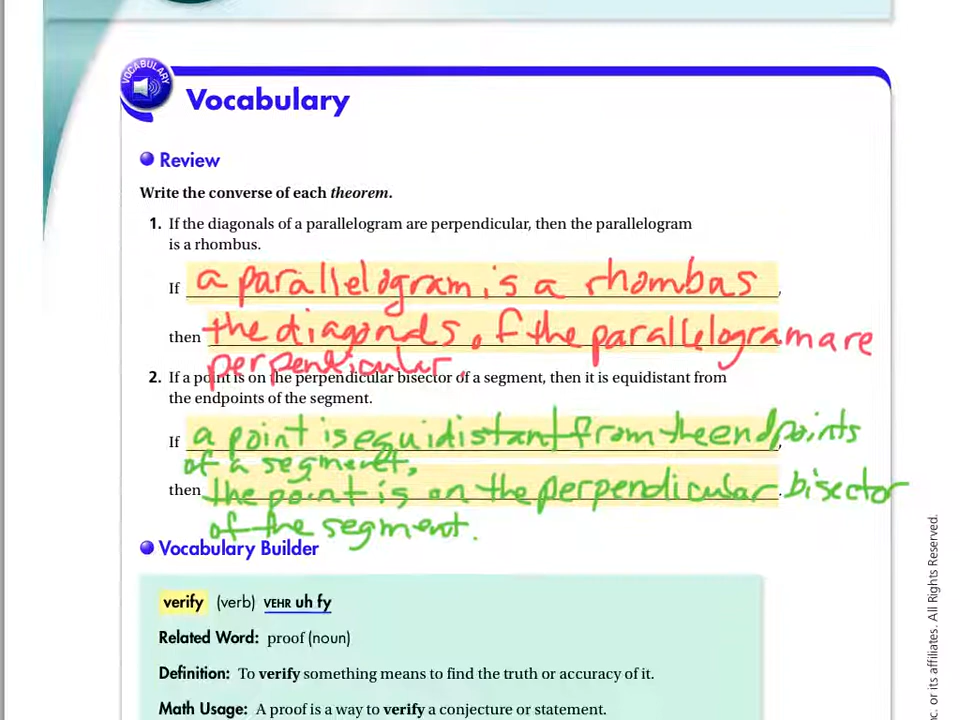 VOCABULARY
Vocabulary
Review
Write the converse of each theorem.
1. If the diagonals of a parallelogram are perpendicular, then the parallelogram
is a rhombus.
If a parallelogram is a rhombas,
then the diagonals of the parallelogram are
perpendicular.
2. If a point is on the perpendicular bisector of a segment, then it is equidistant from
the endpoints of the segment.
If a point is equidistant from the endpoints,
of a segment,
then the point is on the perpendicular bisector.
of the segment.
Vocabulary Builder
verify (verb) VEHR uh fy
Related Word: proof (noun)
Definition: To verify something means to find the truth or accuracy of it.
Math Usage: A proof is a way to verify a conjecture or statement.
or its affiliates. All Rights Reserved.